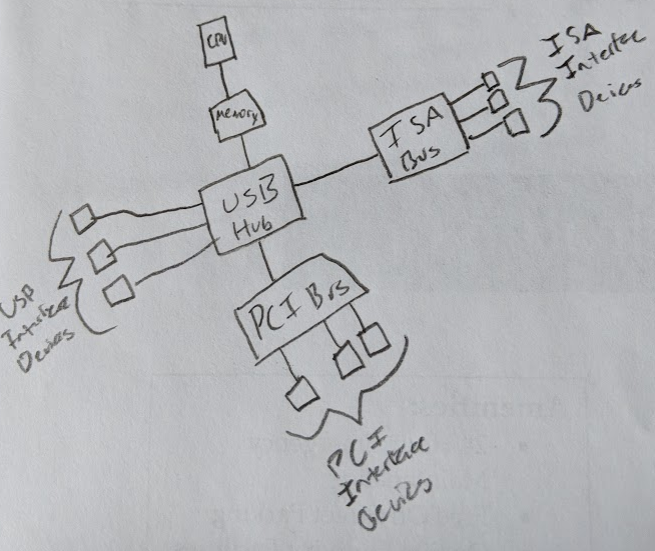 CPU
Memory
ISA
Interface
Devices
ISA
Bus
USB
Hub
USB
Interface
Devices
PCI Bus
PCI
Interface
Devices